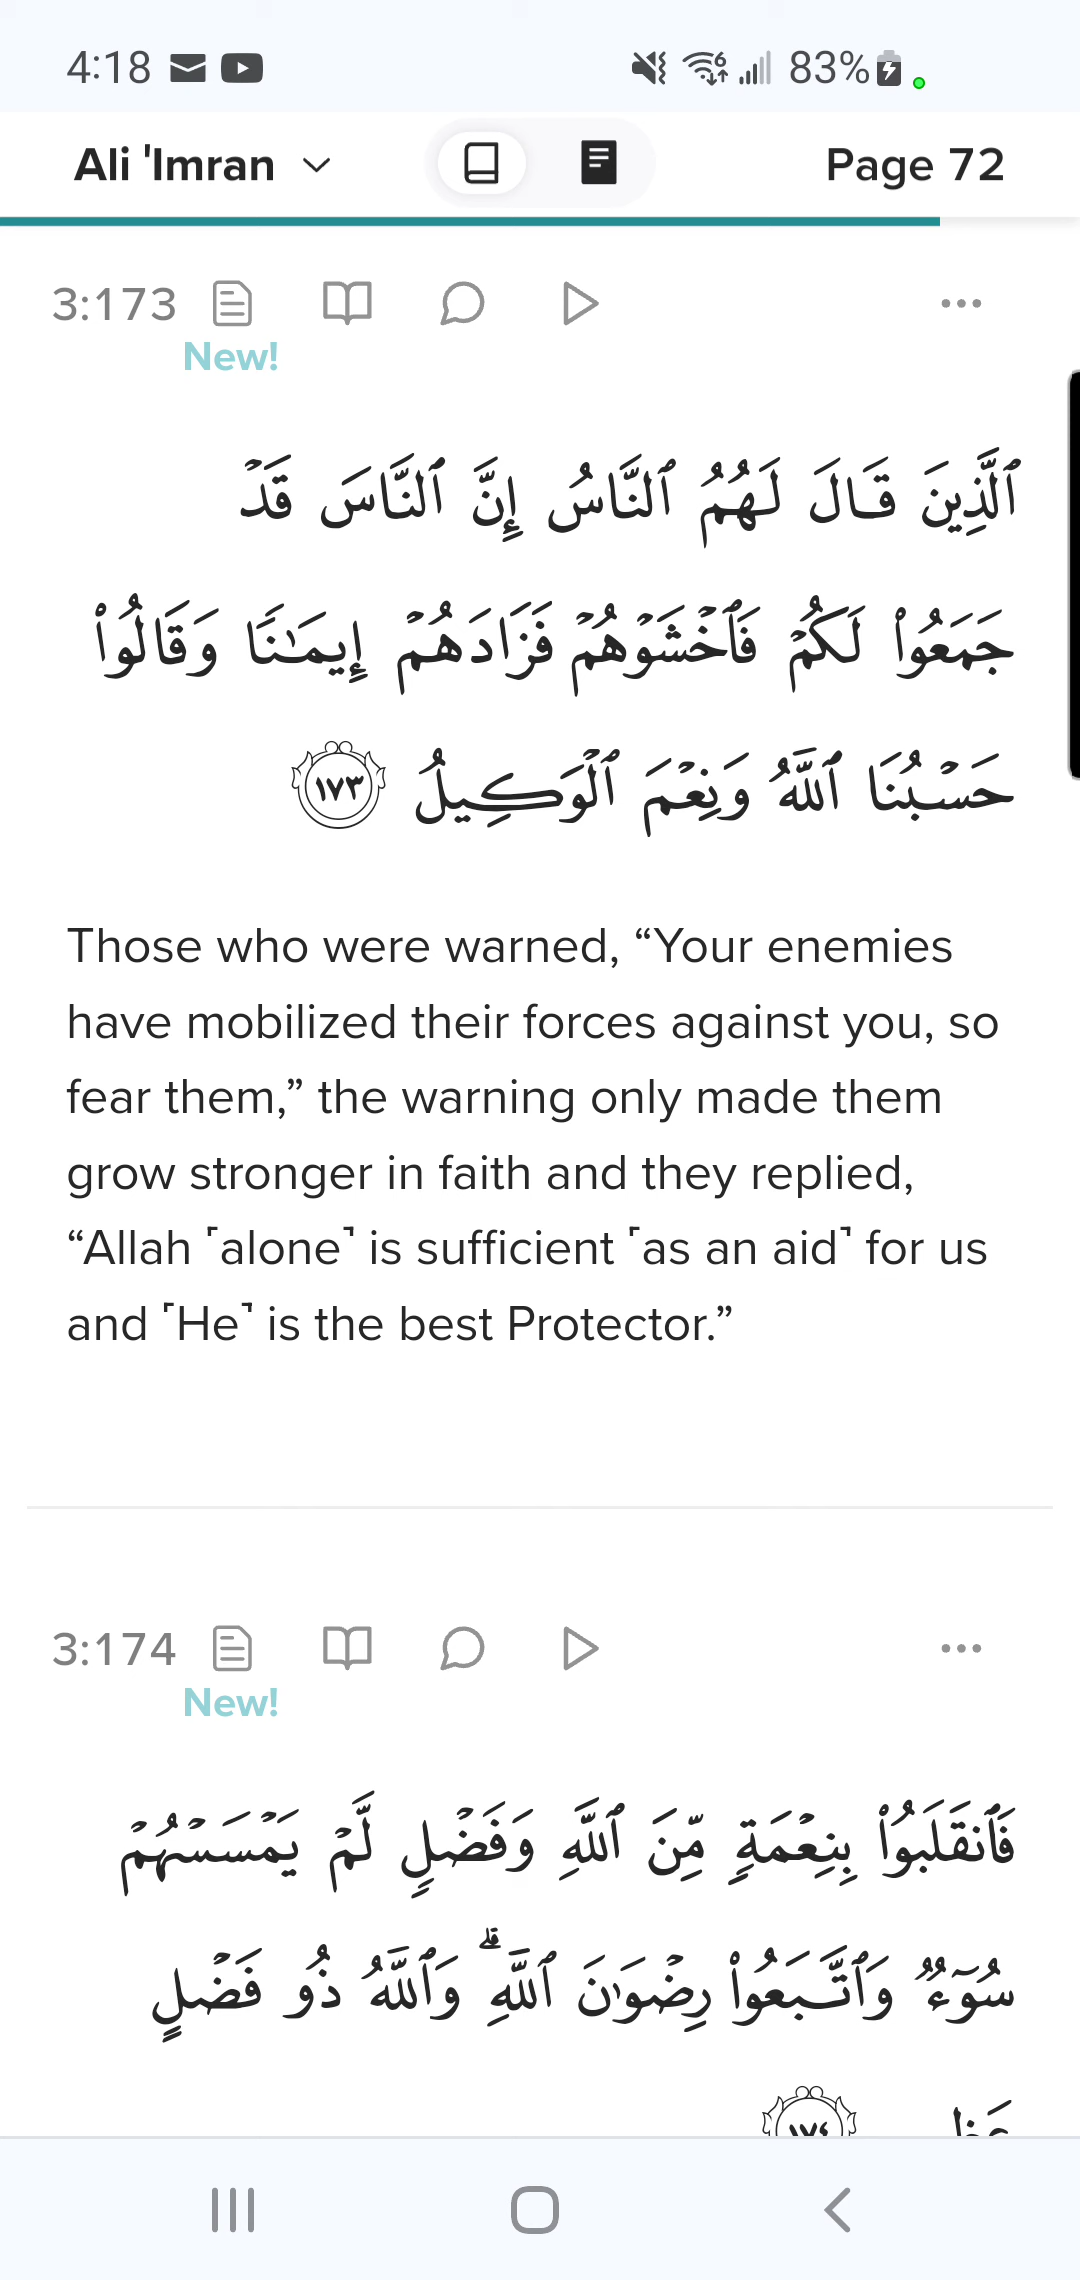 4:18 83%
Ali 'Imran Page 72
3:173
New!
ٱلَّذِينَ قَالَ لَهُمُ ٱلنَّاسُ إِنَّ ٱلنَّاسَ قَدْ
جَمَعُوا۟ لَكُمْ فَٱخْشَوْهُمْ فَزَادَهُمْ إِيمَـٰنًا وَقَالُوا۟
حَسْبُنَا ٱللَّهُ وَنِعْمَ ٱلْوَكِيلُ ١٧٣
Those who were warned, “Your enemies
have mobilized their forces against you, so
fear them,” the warning only made them
grow stronger in faith and they replied,
“Allah ˹alone˺ is sufficient ˹as an aid˺ for us
and ˹He˺ is the best Protector.”
3:174
New!
فَٱنقَلَبُوا۟ بِنِعْمَةٍ مِّنَ ٱللَّهِ وَفَضْلٍ لَّمْ يَمْسَسْهُمْ
سُوٓءٌ وَٱتَّبَعُوا۟ رِضْوَٰنَ ٱللَّهِ ۗ وَٱللَّهُ ذُو فَضْلٍ
١٧٤